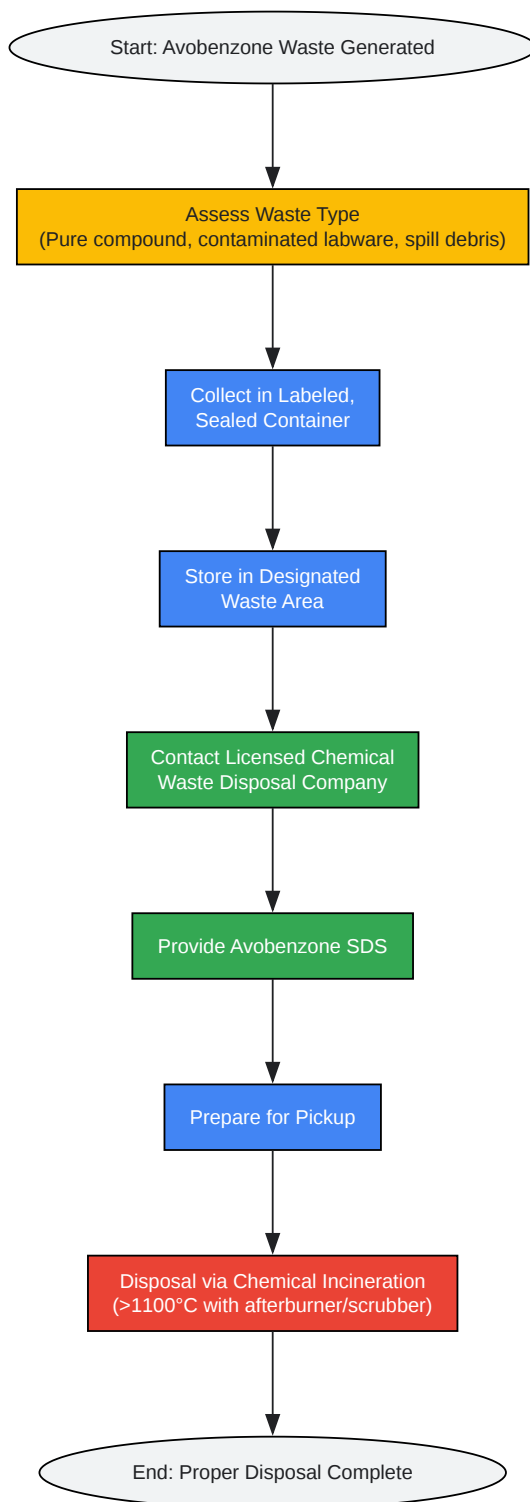 Start: Avobenzone Waste Generated
Assess Waste Type
(Pure compound, contaminated labware, spill debris)
Collect in Labeled,
Sealed Container
Store in Designated
Waste Area
Contact Licensed Chemical
Waste Disposal Company
Provide Avobenzone SDS
Prepare for Pickup
Disposal via Chemical Incineration
(>1100°C with afterburner/scrubber)
End: Proper Disposal Complete